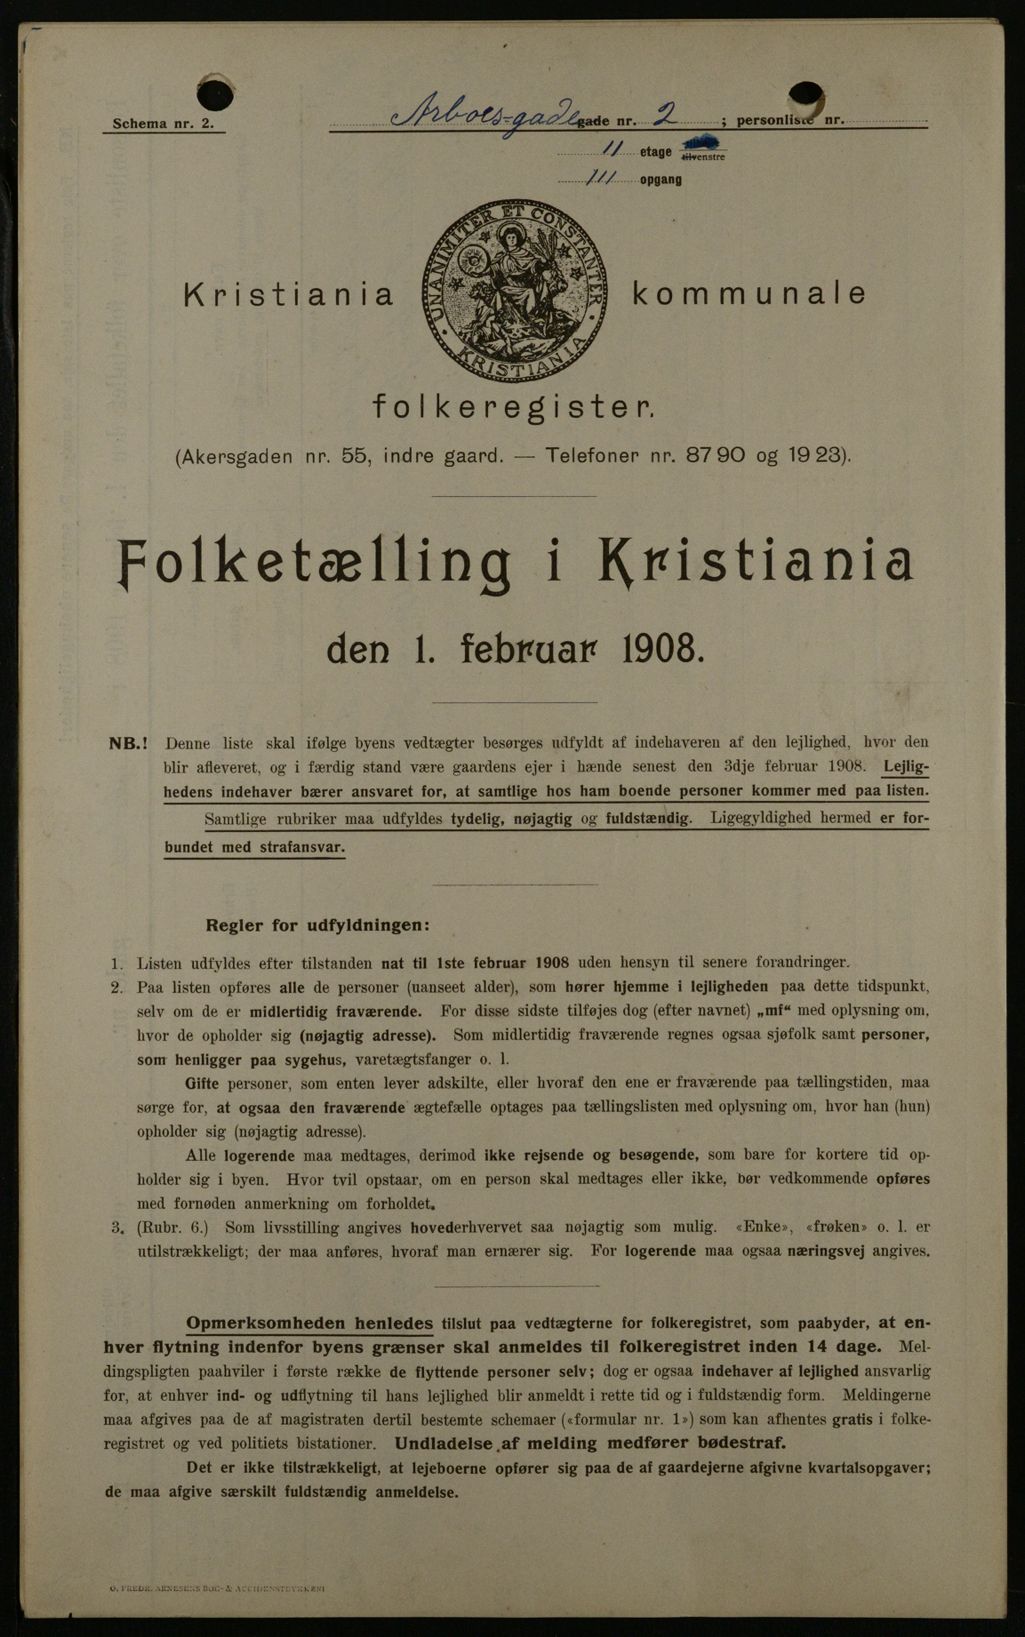 Schema nr. 2.
Arboes-gade gade nr. 2 ; personliste nr.
II etage tilvenstre
III opgang
UNANIMITER ET CONSTANTER · KRISTIANIA ·
Kristiania kommunale
folkeregister.
(Akersgaden nr. 55, indre gaard. — Telefoner nr. 87 90 og 19 23).
Folketælling i Kristiania
den 1. februar 1908.
NB.! Denne liste skal ifølge byens vedtægter besørges udfyldt af indehaveren af den lejlighed, hvor den
blir afleveret, og i færdig stand være gaardens ejer i hænde senest den 3dje februar 1908. Lejlig-
hedens indehaver bærer ansvaret for, at samtlige hos ham boende personer kommer med paa listen.
Samtlige rubriker maa udfyldes tydelig, nøjagtig og fuldstændig. Ligegyldighed hermed er for-
bundet med strafansvar.
Regler for udfyldningen:
1. Listen udfyldes efter tilstanden nat til 1ste februar 1908 uden hensyn til senere forandringer.
2. Paa listen opføres alle de personer (uanseet alder), som hører hjemme i lejligheden paa dette tidspunkt,
selv om de er midlertidig fraværende. For disse sidste tilføjes dog (efter navnet) „mf“ med oplysning om,
hvor de opholder sig (nøjagtig adresse). Som midlertidig fraværende regnes ogsaa sjøfolk samt personer,
som henligger paa sygehus, varetægtsfanger o. l.
Gifte personer, som enten lever adskilte, eller hvoraf den ene er fraværende paa tællingstiden, maa
sørge for, at ogsaa den fraværende ægtefælle optages paa tællingslisten med oplysning om, hvor han (hun)
opholder sig (nøjagtig adresse).
Alle logerende maa medtages, derimod ikke rejsende og besøgende, som bare for kortere tid op-
holder sig i byen. Hvor tvil opstaar, om en person skal medtages eller ikke, bør vedkommende opføres
med fornøden anmerkning om forholdet.
3. (Rubr. 6.) Som livsstilling angives hovederhvervet saa nøjagtig som mulig. «Enke», «frøken» o. l. er
utilstrækkeligt; der maa anføres, hvoraf man ernærer sig. For logerende maa ogsaa næringsvej angives.
Opmerksomheden henledes tilslut paa vedtægterne for folkeregistret, som paabyder, at en-
hver flytning indenfor byens grænser skal anmeldes til folkeregistret inden 14 dage. Mel-
dingspligten paahviler i første række de flyttende personer selv; dog er ogsaa indehaver af lejlighed ansvarlig
for, at enhver ind- og udflytning til hans lejlighed blir anmeldt i rette tid og i fuldstændig form. Meldingerne
maa afgives paa de af magistraten dertil bestemte schemaer («formular nr. 1») som kan afhentes gratis i folke-
registret og ved politiets bistationer. Undladelse af melding medfører bødestraf.
Det er ikke tilstrækkeligt, at lejeboerne opfører sig paa de af gaardejerne afgivne kvartalsopgaver;
de maa afgive særskilt fuldstændig anmeldelse.
O. FREDR. ARNESENS BOG- & ACCIDENSTRYKKERI